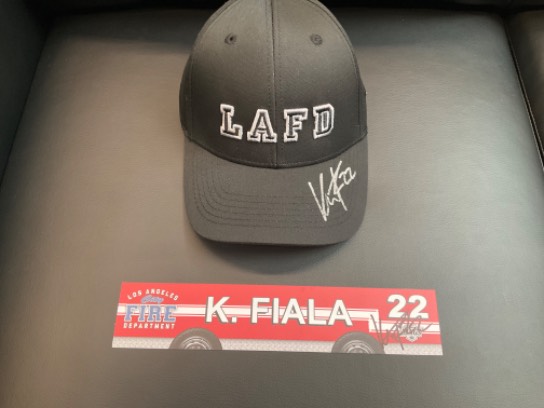 LAFD
LOS ANGELES
FIRE
DEPARTMENT
K. FIALA
22